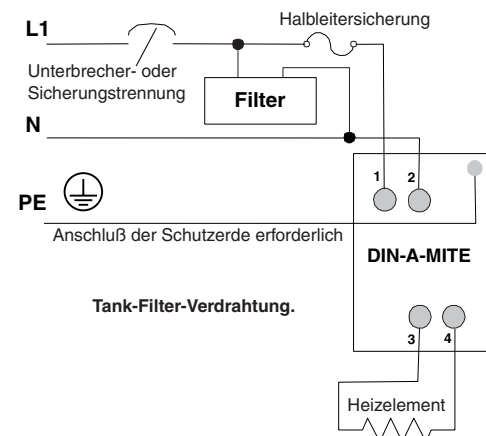 L1
Halbleitersicherung
Unterbrecher- oder
Sicherungstrennung
Filter
N
1 2
PE
Anschluß der Schutzerde erforderlich
DIN-A-MITE
Tank-Filter-Verdrahtung.
3 4
Heizelement